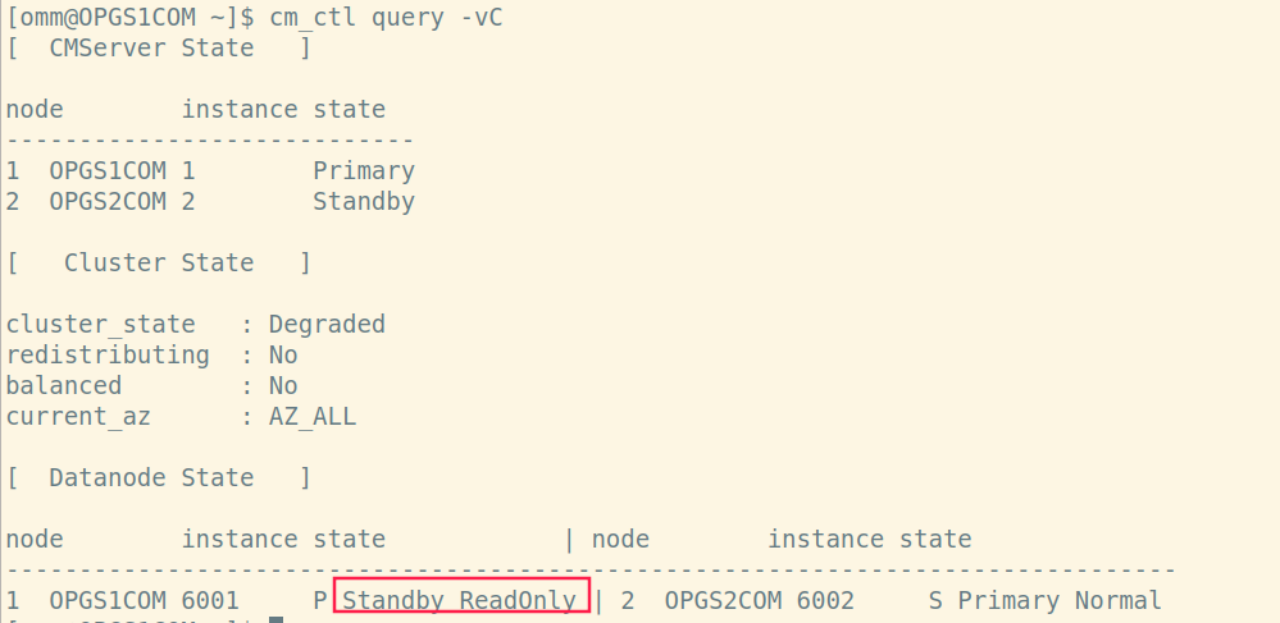 [omm@OPGS1COM ~]$ cm_ctl query -vC
[  CMServer State   ]
node        instance state
----------------------------
1  OPGS1COM 1        Primary
2  OPGS2COM 2        Standby
[   Cluster State   ]
cluster_state   : Degraded
redistributing  : No
balanced        : No
current_az      : AZ_ALL
[  Datanode State   ]
node        instance state            | node        instance state
--------------------------------------------------------------------------------
1  OPGS1COM 6001     P Standby ReadOnly | 2  OPGS2COM 6002     S Primary Normal